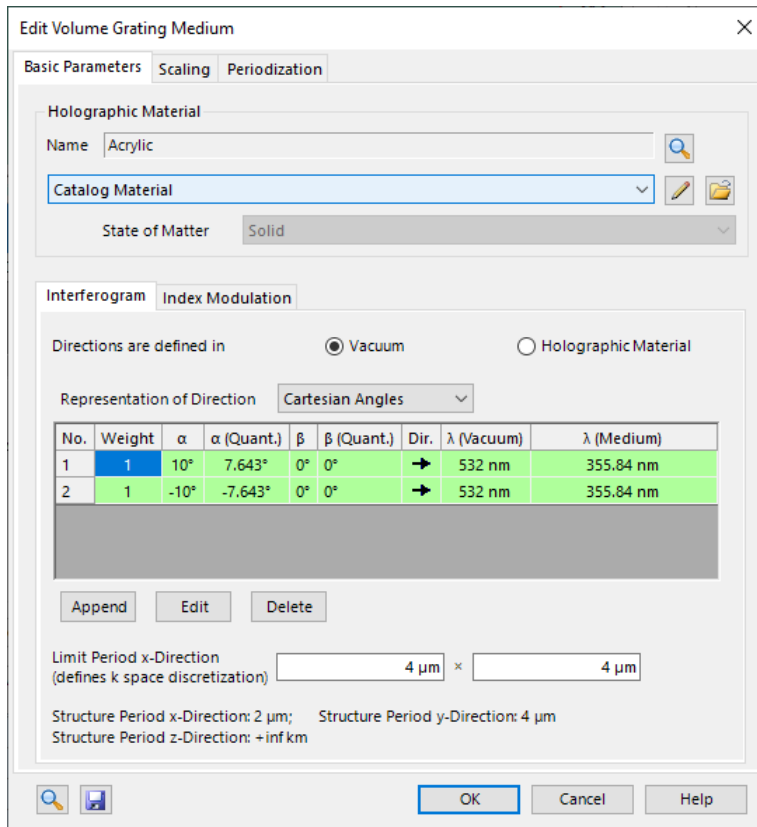 Edit Volume Grating Medium
Basic Parameters Scaling Periodization
Holographic Material
Name Acrylic
Catalog Material
State of Matter Solid
Interferogram Index Modulation
Directions are defined in Vacuum Holographic Material
Representation of Direction Cartesian Angles
No. Weight α α (Quant.) β β (Quant.) Dir. λ (Vacuum) λ (Medium)
1 1 10° 7.643° 0° 0° 532 nm 355.84 nm
2 1 -10° -7.643° 0° 0° 532 nm 355.84 nm
Append Edit Delete
Limit Period x-Direction
(defines k space discretization) 4 µm × 4 µm
Structure Period x-Direction: 2 µm; Structure Period y-Direction: 4 µm
Structure Period z-Direction: +inf km
OK Cancel Help